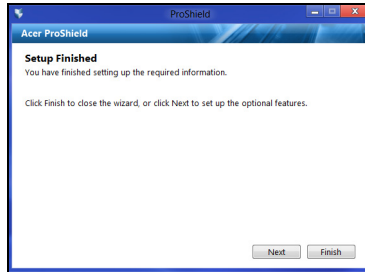 ProShield
Acer ProShield
Setup Finished
You have finished setting up the required information.
Click Finish to close the wizard, or click Next to set up the optional features.
Next
Finish